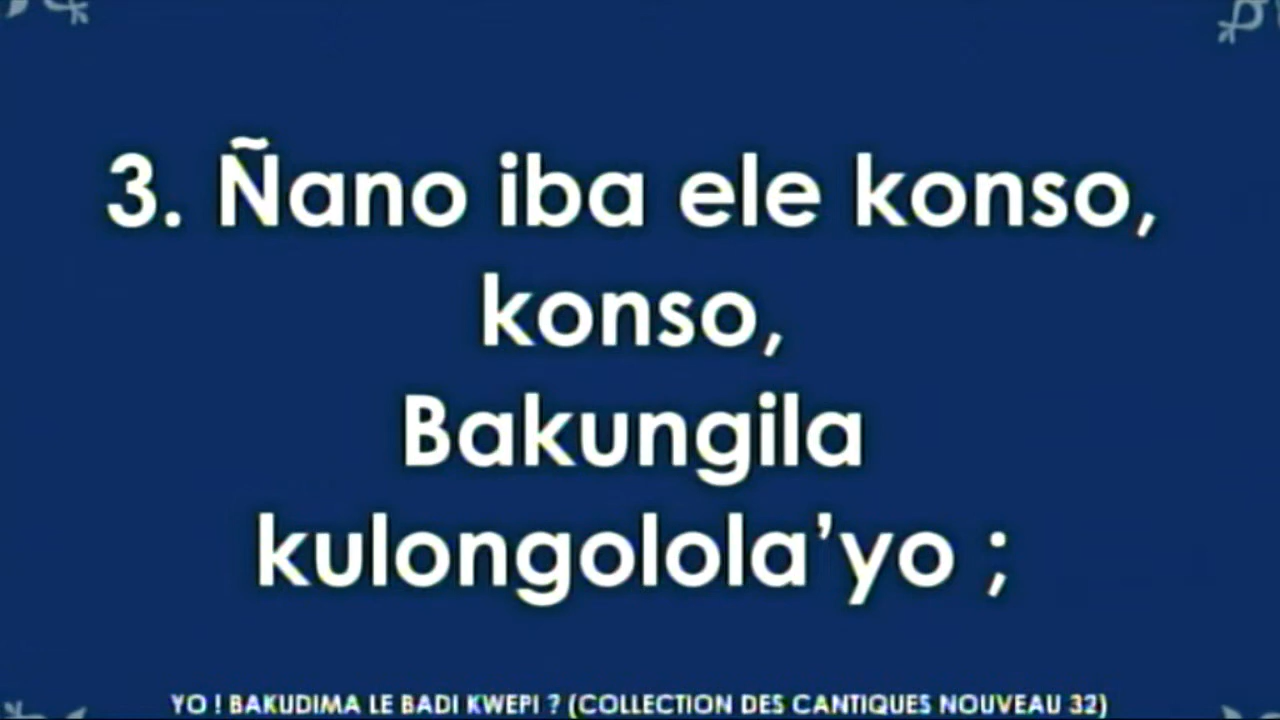 3. Ñano iba ele konso,
konso,
Bakungila
kulongolola’yo ;
YO ! BAKUDIMA LE BADI KWEPI ? (COLLECTION DES CANTIQUES NOUVEAU 32)